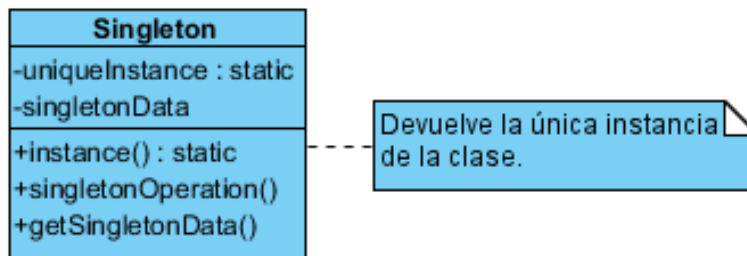 Singleton
-uniqueInstance : static
-singletonData
+instance() : static
+singletonOperation()
+getSingletonData()
Devuelve la única instancia
de la clase.